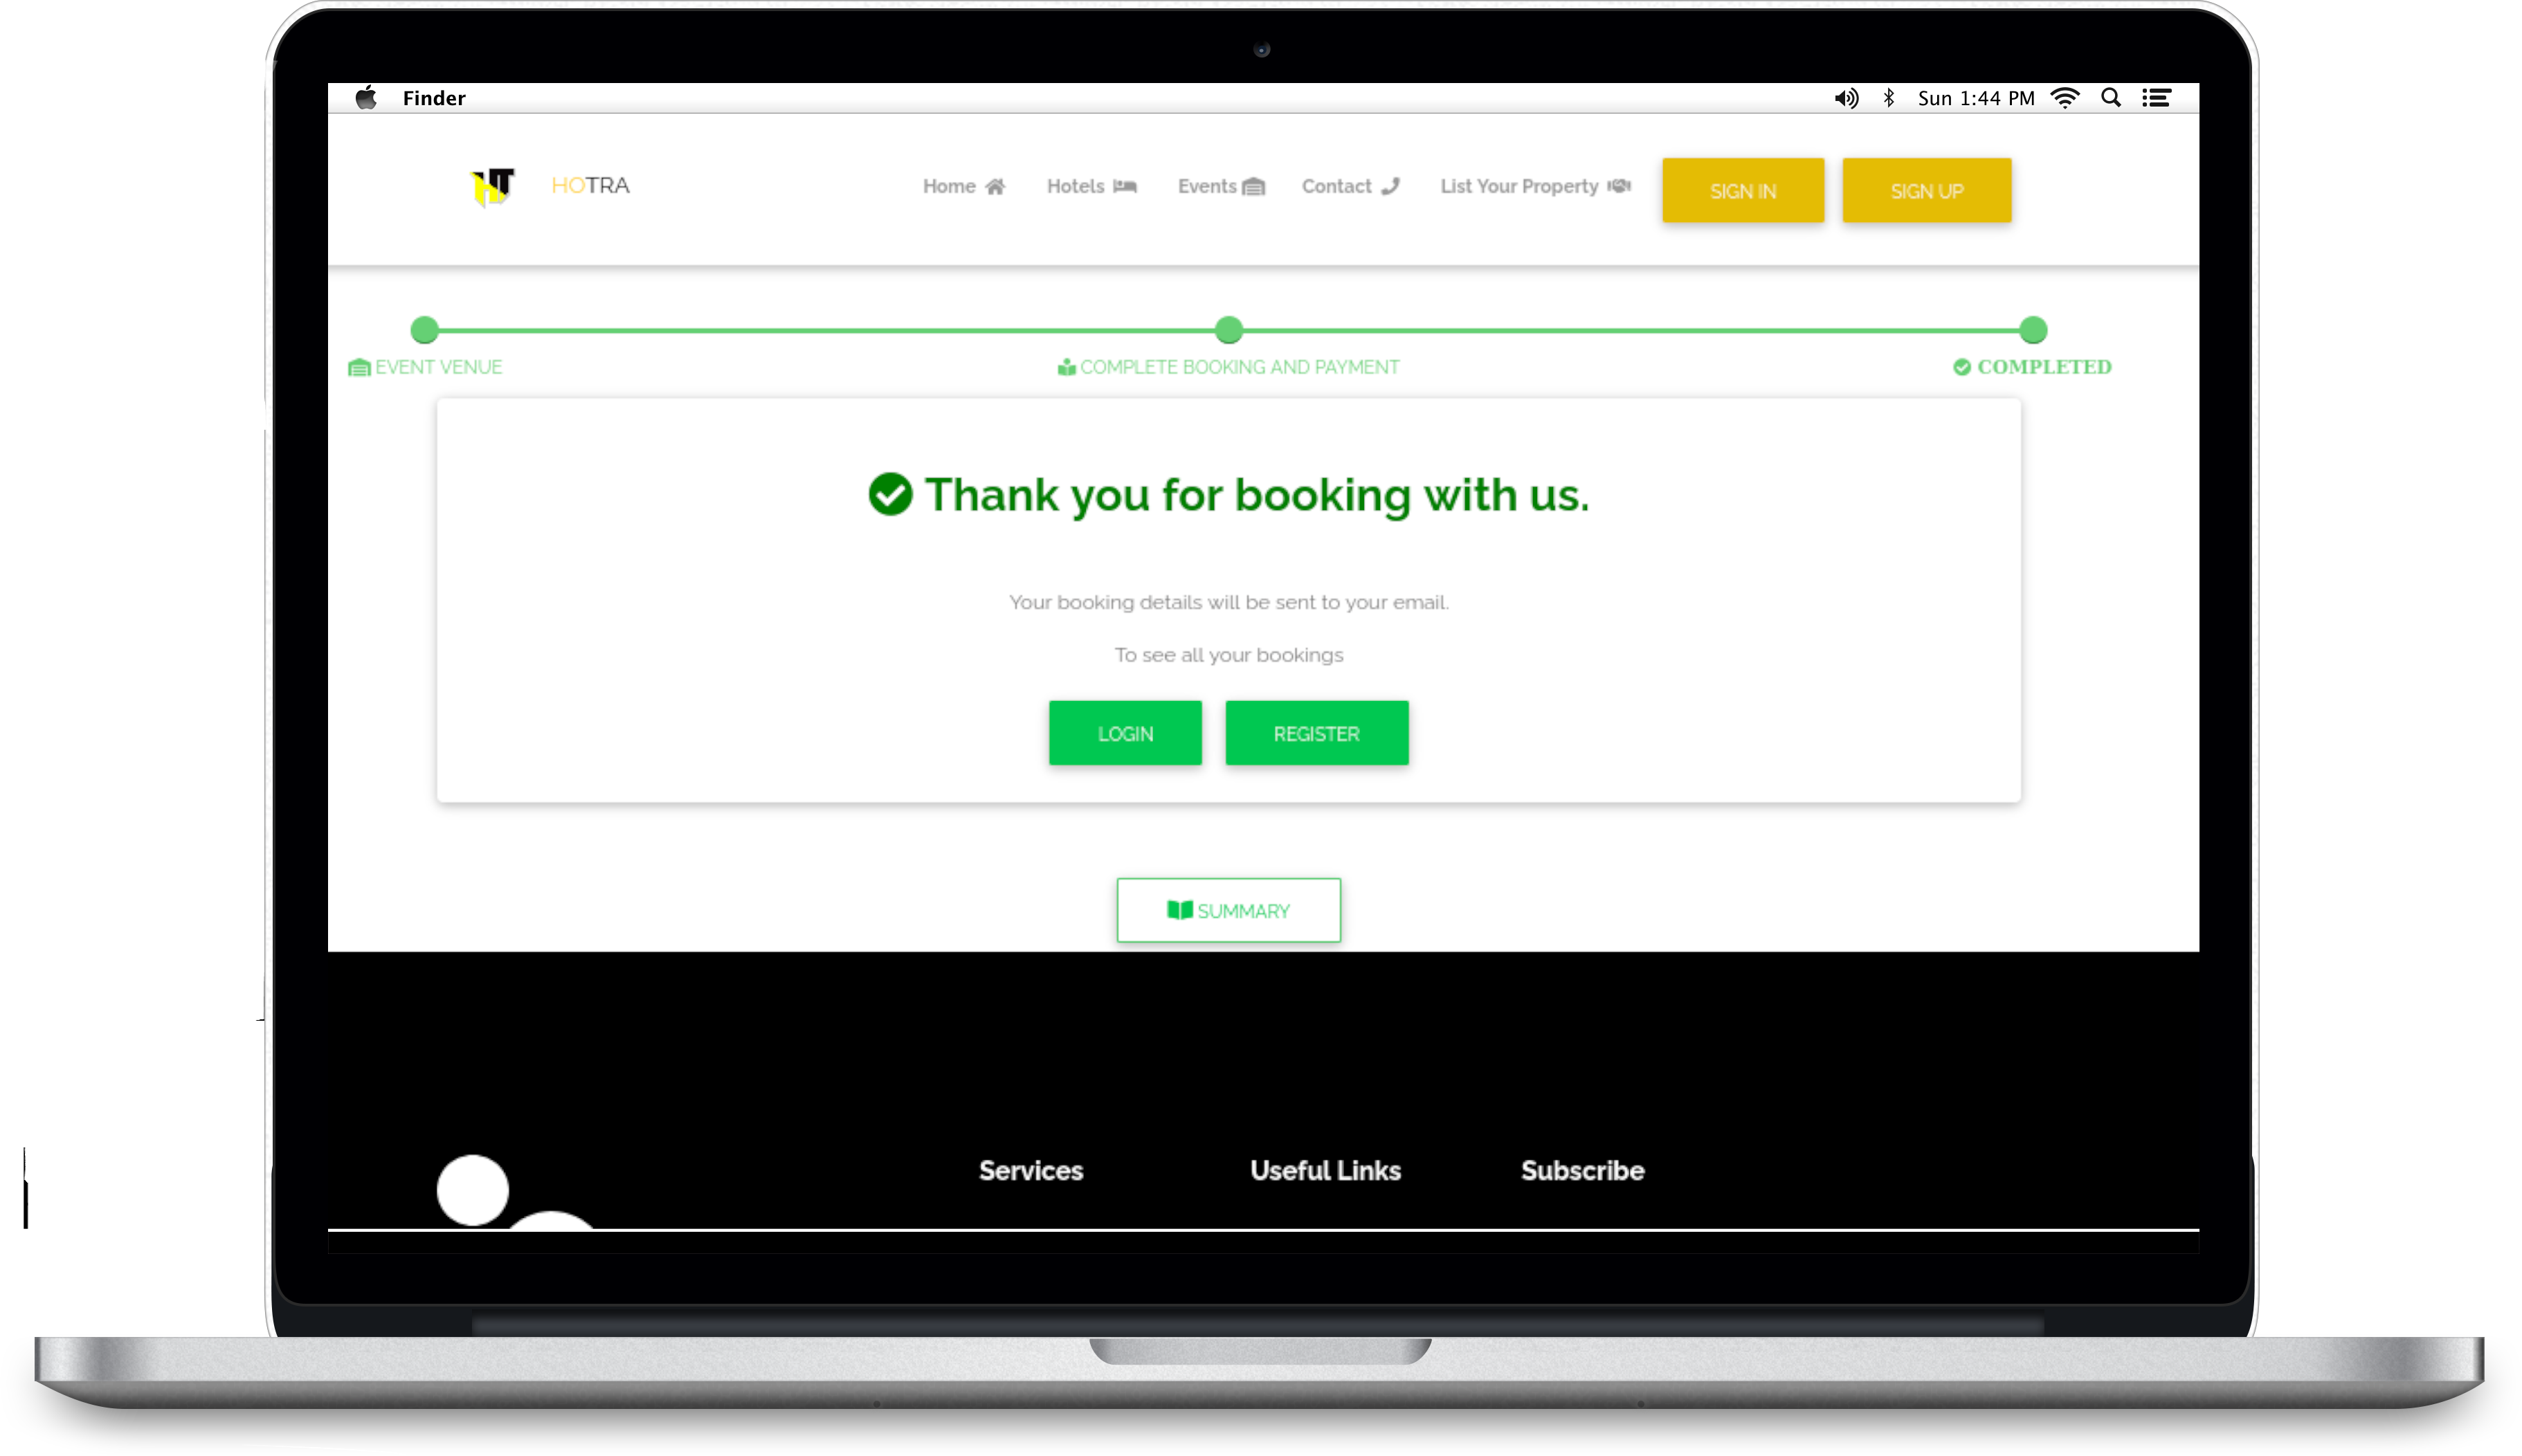 Finder
Sun 1:44 PM
HT HOTRA
Home Hotels Events Contact List Your Property SIGN IN SIGN UP
EVENT VENUE COMPLETE BOOKING AND PAYMENT COMPLETED
Thank you for booking with us.
Your booking details will be sent to your email.
To see all your bookings
LOGIN REGISTER
SUMMARY
Services Useful Links Subscribe